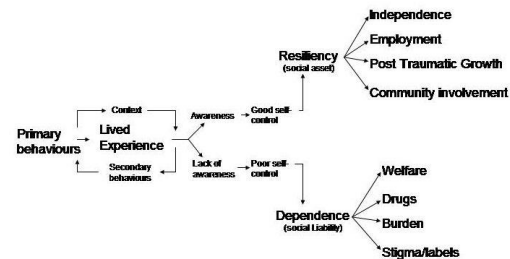 Independence
Employment
Resiliency
(social asset)
Post Traumatic Growth
Community involvement
Context
Awareness
Good self-
control
Primary
behaviours
Lived
Experience
Secondary
behaviours
Lack of
awareness
Poor self-
control
Welfare
Drugs
Dependence
(social Liability)
Burden
Stigma/labels